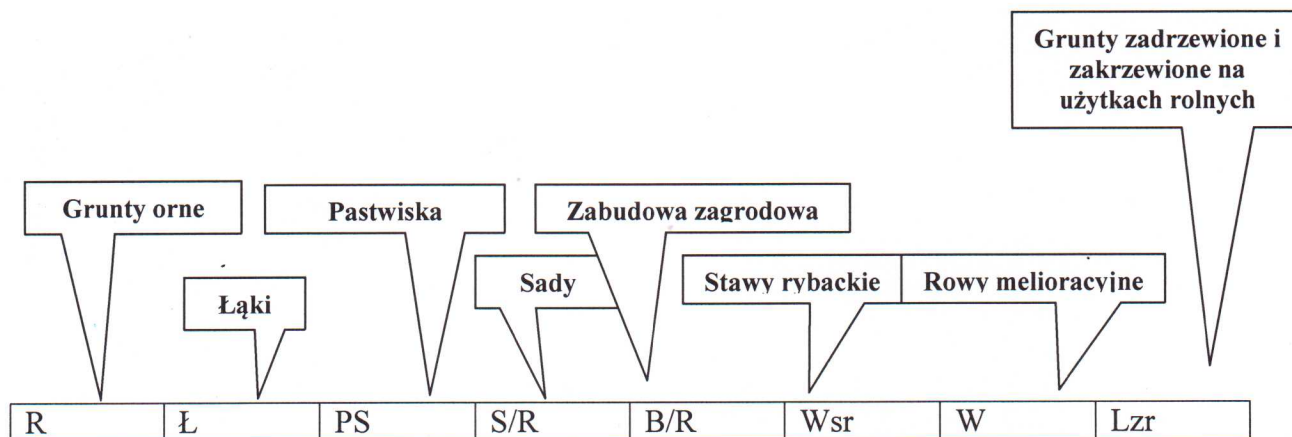 Grunty zadrzewione i
zakrzewione na
użytkach rolnych
Grunty orne
Pastwiska
Zabudowa zagrodowa
Łąki
Sady
Stawy rybackie
Rowy melioracyjne
R Ł PS S/R B/R Wsr W Lzr